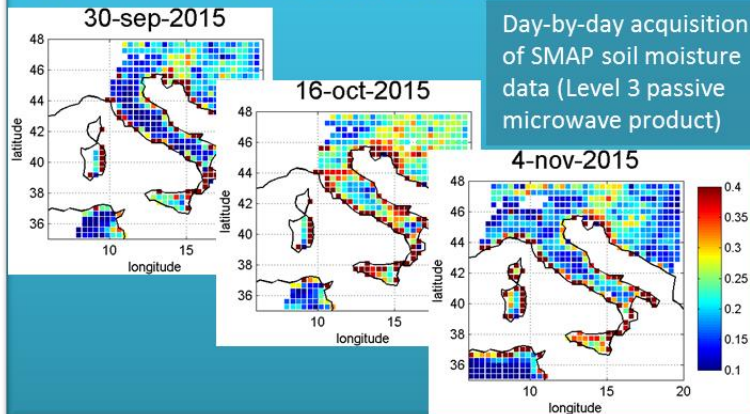 30-sep-2015
48
46
44
42
40
38
36
latitude
10
15
longitude
16-oct-2015
48
46
44
42
40
38
36
latitude
10
15
longitude
Day-by-day acquisition
of SMAP soil moisture
data (Level 3 passive
microwave product)
4-nov-2015
48
46
44
42
40
38
36
latitude
10
15
20
longitude
0.4
0.35
0.3
0.25
0.2
0.15
0.1